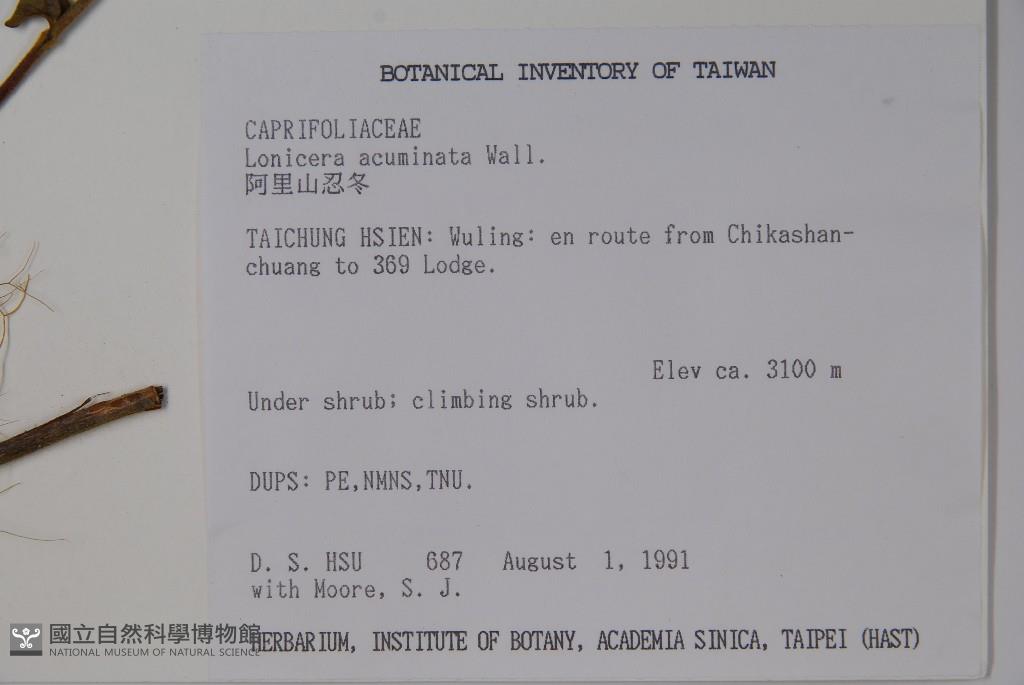 BOTANICAL INVENTORY OF TAIWAN
CAPRIFOLIACEAE
Lonicera acuminata Wall.
阿里山忍冬
TAICHUNG HSIEN: Wuling: en route from Chikashan-
chuang to 369 Lodge.
Elev ca. 3100 m
Under shrub; climbing shrub.
DUPS: PE,NMNS,TNU.
D. S. HSU 687 August 1, 1991
with Moore, S. J.
HERBARIUM, INSTITUTE OF BOTANY, ACADEMIA SINICA, TAIPEI (HAST)
國立自然科學博物館
NATIONAL MUSEUM OF NATURAL SCIENCE